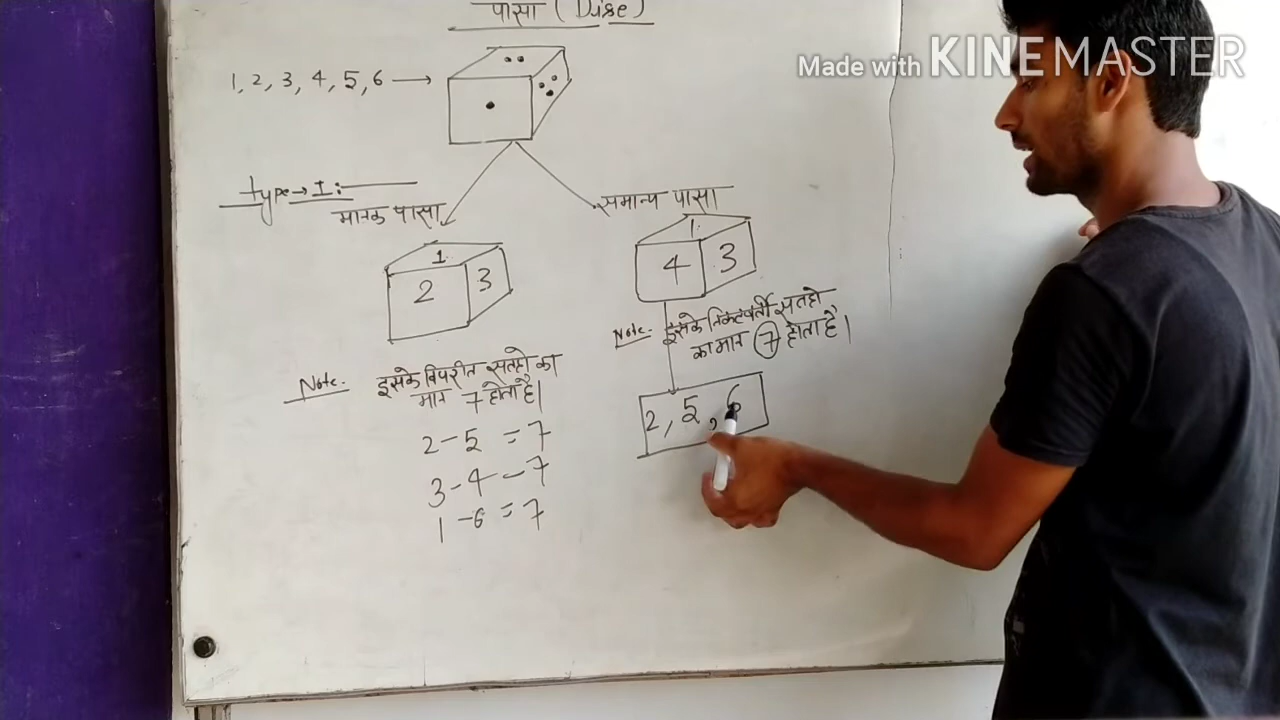 पासा (Dise)
Made with KINEMASTER
1, 2, 3, 4, 5, 6 →
type → I :
मानक पासा
समान्य पासा
1
2
3
1
4
3
Note. इसके विपरीत सतहो का
मान 7 होता है।
2 - 5 = 7
3 - 4 - 7
1 - 6 = 7
Note. इसके निकटवर्ती सतहो
का मान 7 होता है।
2, 5, 6